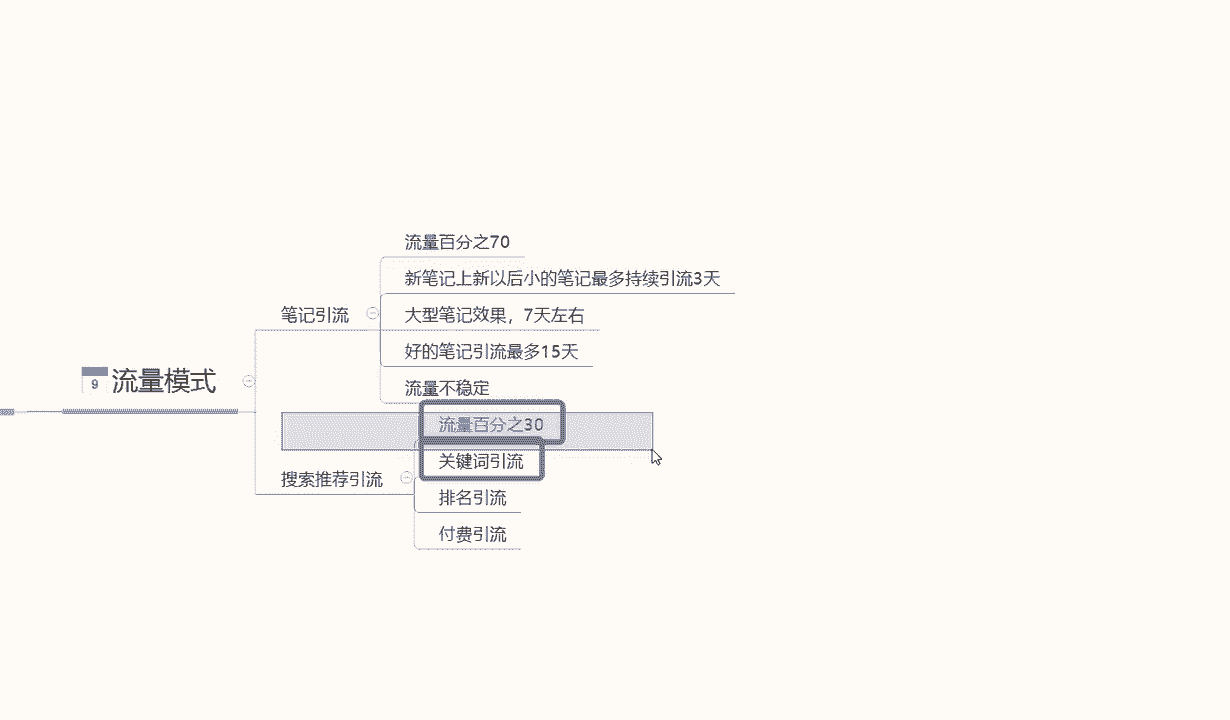 9
流量模式
笔记引流
流量百分之70
新笔记上新以后小的笔记最多持续引流3天
大型笔记效果，7天左右
好的笔记引流最多15天
流量不稳定
搜索推荐引流
流量百分之30
关键词引流
排名引流
付费引流